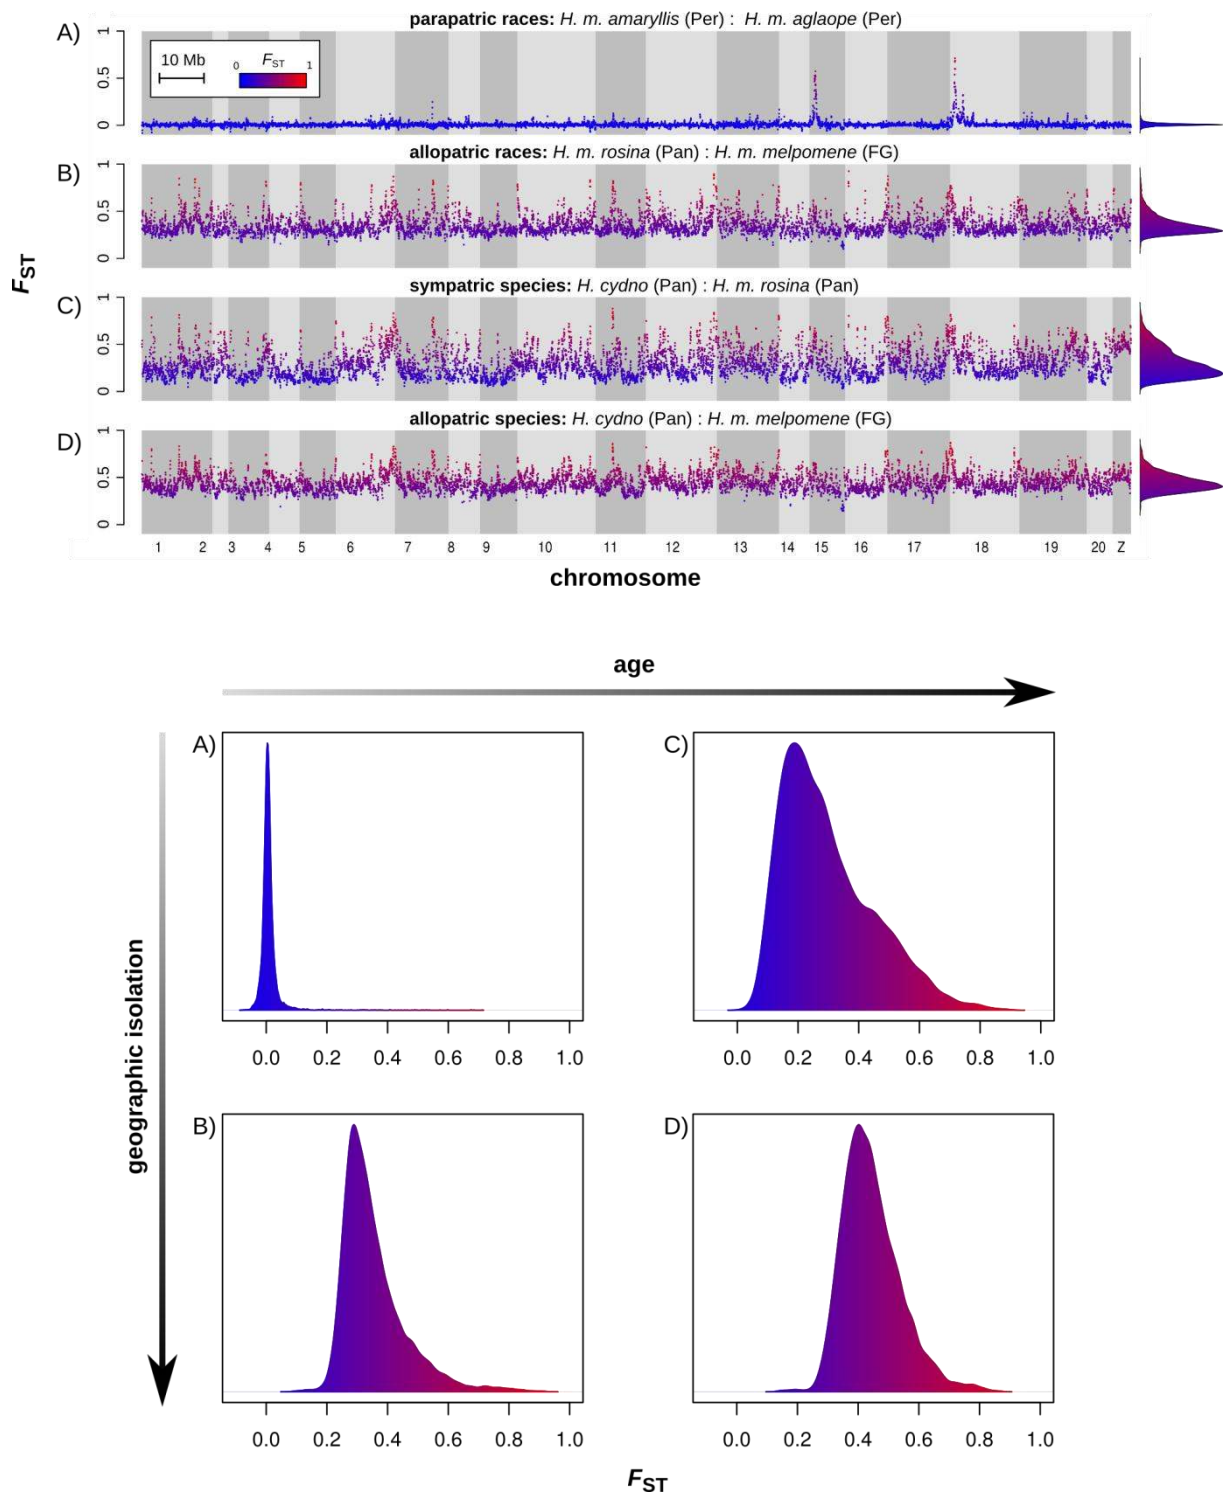 parapatric races: H. m. amaryllis (Per) : H. m. aglaope (Per)
A)
1
0.5
0
10 Mb
FST
0 1
allopatric races: H. m. rosina (Pan) : H. m. melpomene (FG)
B)
1
0.5
0
FST
sympatric species: H. cydno (Pan) : H. m. rosina (Pan)
C)
1
0.5
0
allopatric species: H. cydno (Pan) : H. m. melpomene (FG)
D)
1
0.5
0
1 2 3 4 5 6 7 8 9 10 11 12 13 14 15 16 17 18 19 20 Z
chromosome
age
geographic isolation
A)
0.0 0.2 0.4 0.6 0.8 1.0
C)
0.0 0.2 0.4 0.6 0.8 1.0
B)
0.0 0.2 0.4 0.6 0.8 1.0
D)
0.0 0.2 0.4 0.6 0.8 1.0
FST